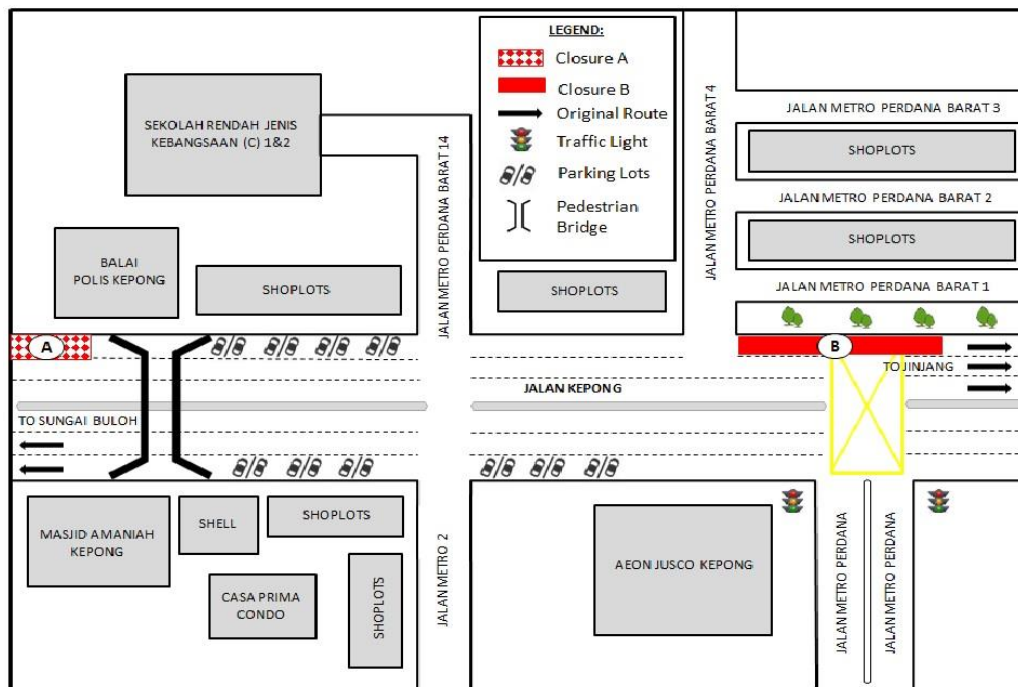 LEGEND:
Closure A
Closure B
Original Route
Traffic Light
Parking Lots
Pedestrian
Bridge
SEKOLAH RENDAH JENIS
KEBANGSAAN (C) 1&2
JALAN METRO PERDANA BARAT 14
JALAN METRO PERDANA BARAT 4
JALAN METRO PERDANA BARAT 3
SHOPLOTS
JALAN METRO PERDANA BARAT 2
SHOPLOTS
JALAN METRO PERDANA BARAT 1
BALAI
POLIS KEPONG
SHOPLOTS
SHOPLOTS
A
B
TO JINJANG
JALAN KEPONG
TO SUNGAI BULOH
MASJID AMANIAH
KEPONG
SHELL
SHOPLOTS
CASA PRIMA
CONDO
SHOPLOTS
JALAN METRO 2
AEON JUSCO KEPONG
JALAN METRO PERDANA
JALAN METRO PERDANA